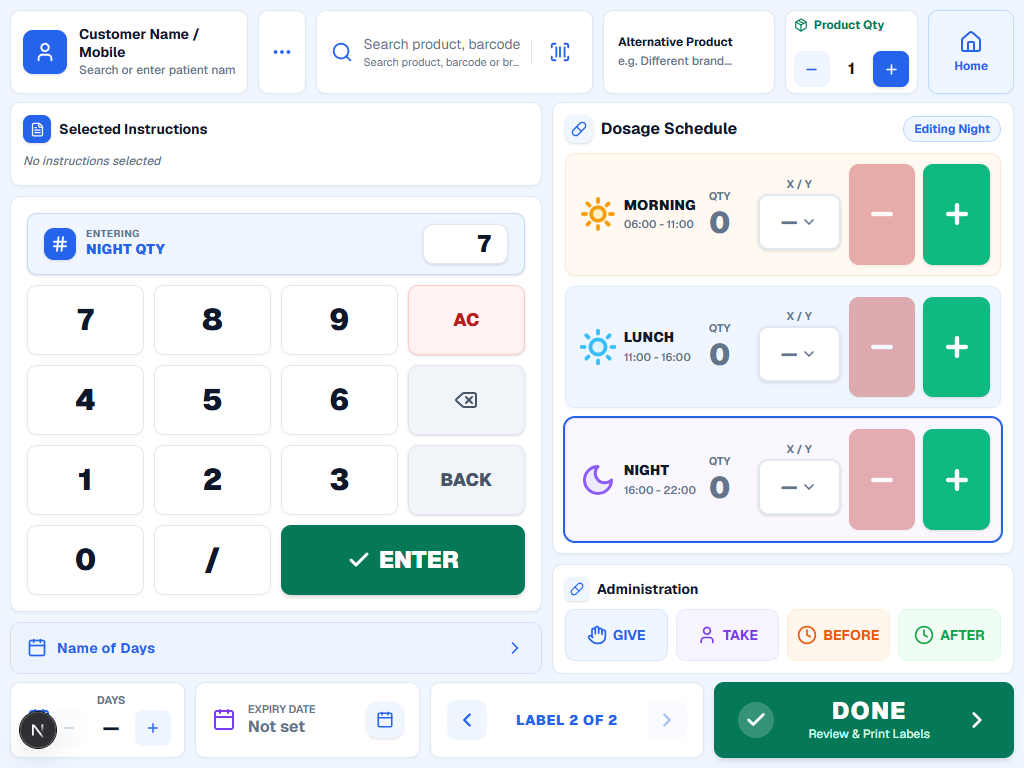 Customer Name / Mobile
Search or enter patient nam
Search product, barcode
Search product, barcode or br...
Alternative Product
e.g. Different brand...
Product Qty
1
Home
Selected Instructions
No instructions selected
ENTERING
NIGHT QTY
7
7 8 9 AC
4 5 6
1 2 3 BACK
0 / ENTER
Name of Days
Dosage Schedule
Editing Night
MORNING
06:00 - 11:00
QTY
0
X / Y
—
LUNCH
11:00 - 16:00
QTY
0
X / Y
—
NIGHT
16:00 - 22:00
QTY
0
X / Y
—
Administration
GIVE TAKE BEFORE AFTER
N
DAYS
—
EXPIRY DATE
Not set
LABEL 2 OF 2
DONE
Review & Print Labels